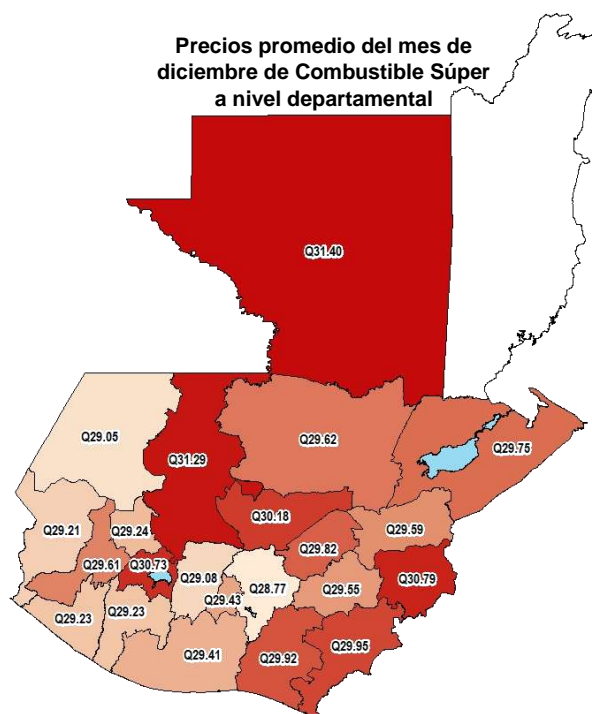 Precios promedio del mes de
diciembre de Combustible Súper
a nivel departamental
Q31.40
Q29.05
Q31.29
Q29.62
Q29.75
Q30.18
Q29.21
Q29.24
Q29.59
Q29.82
Q29.61
Q30.73
Q29.08
Q28.77
Q29.55
Q30.79
Q29.43
Q29.23
Q29.23
Q29.41
Q29.92
Q29.95